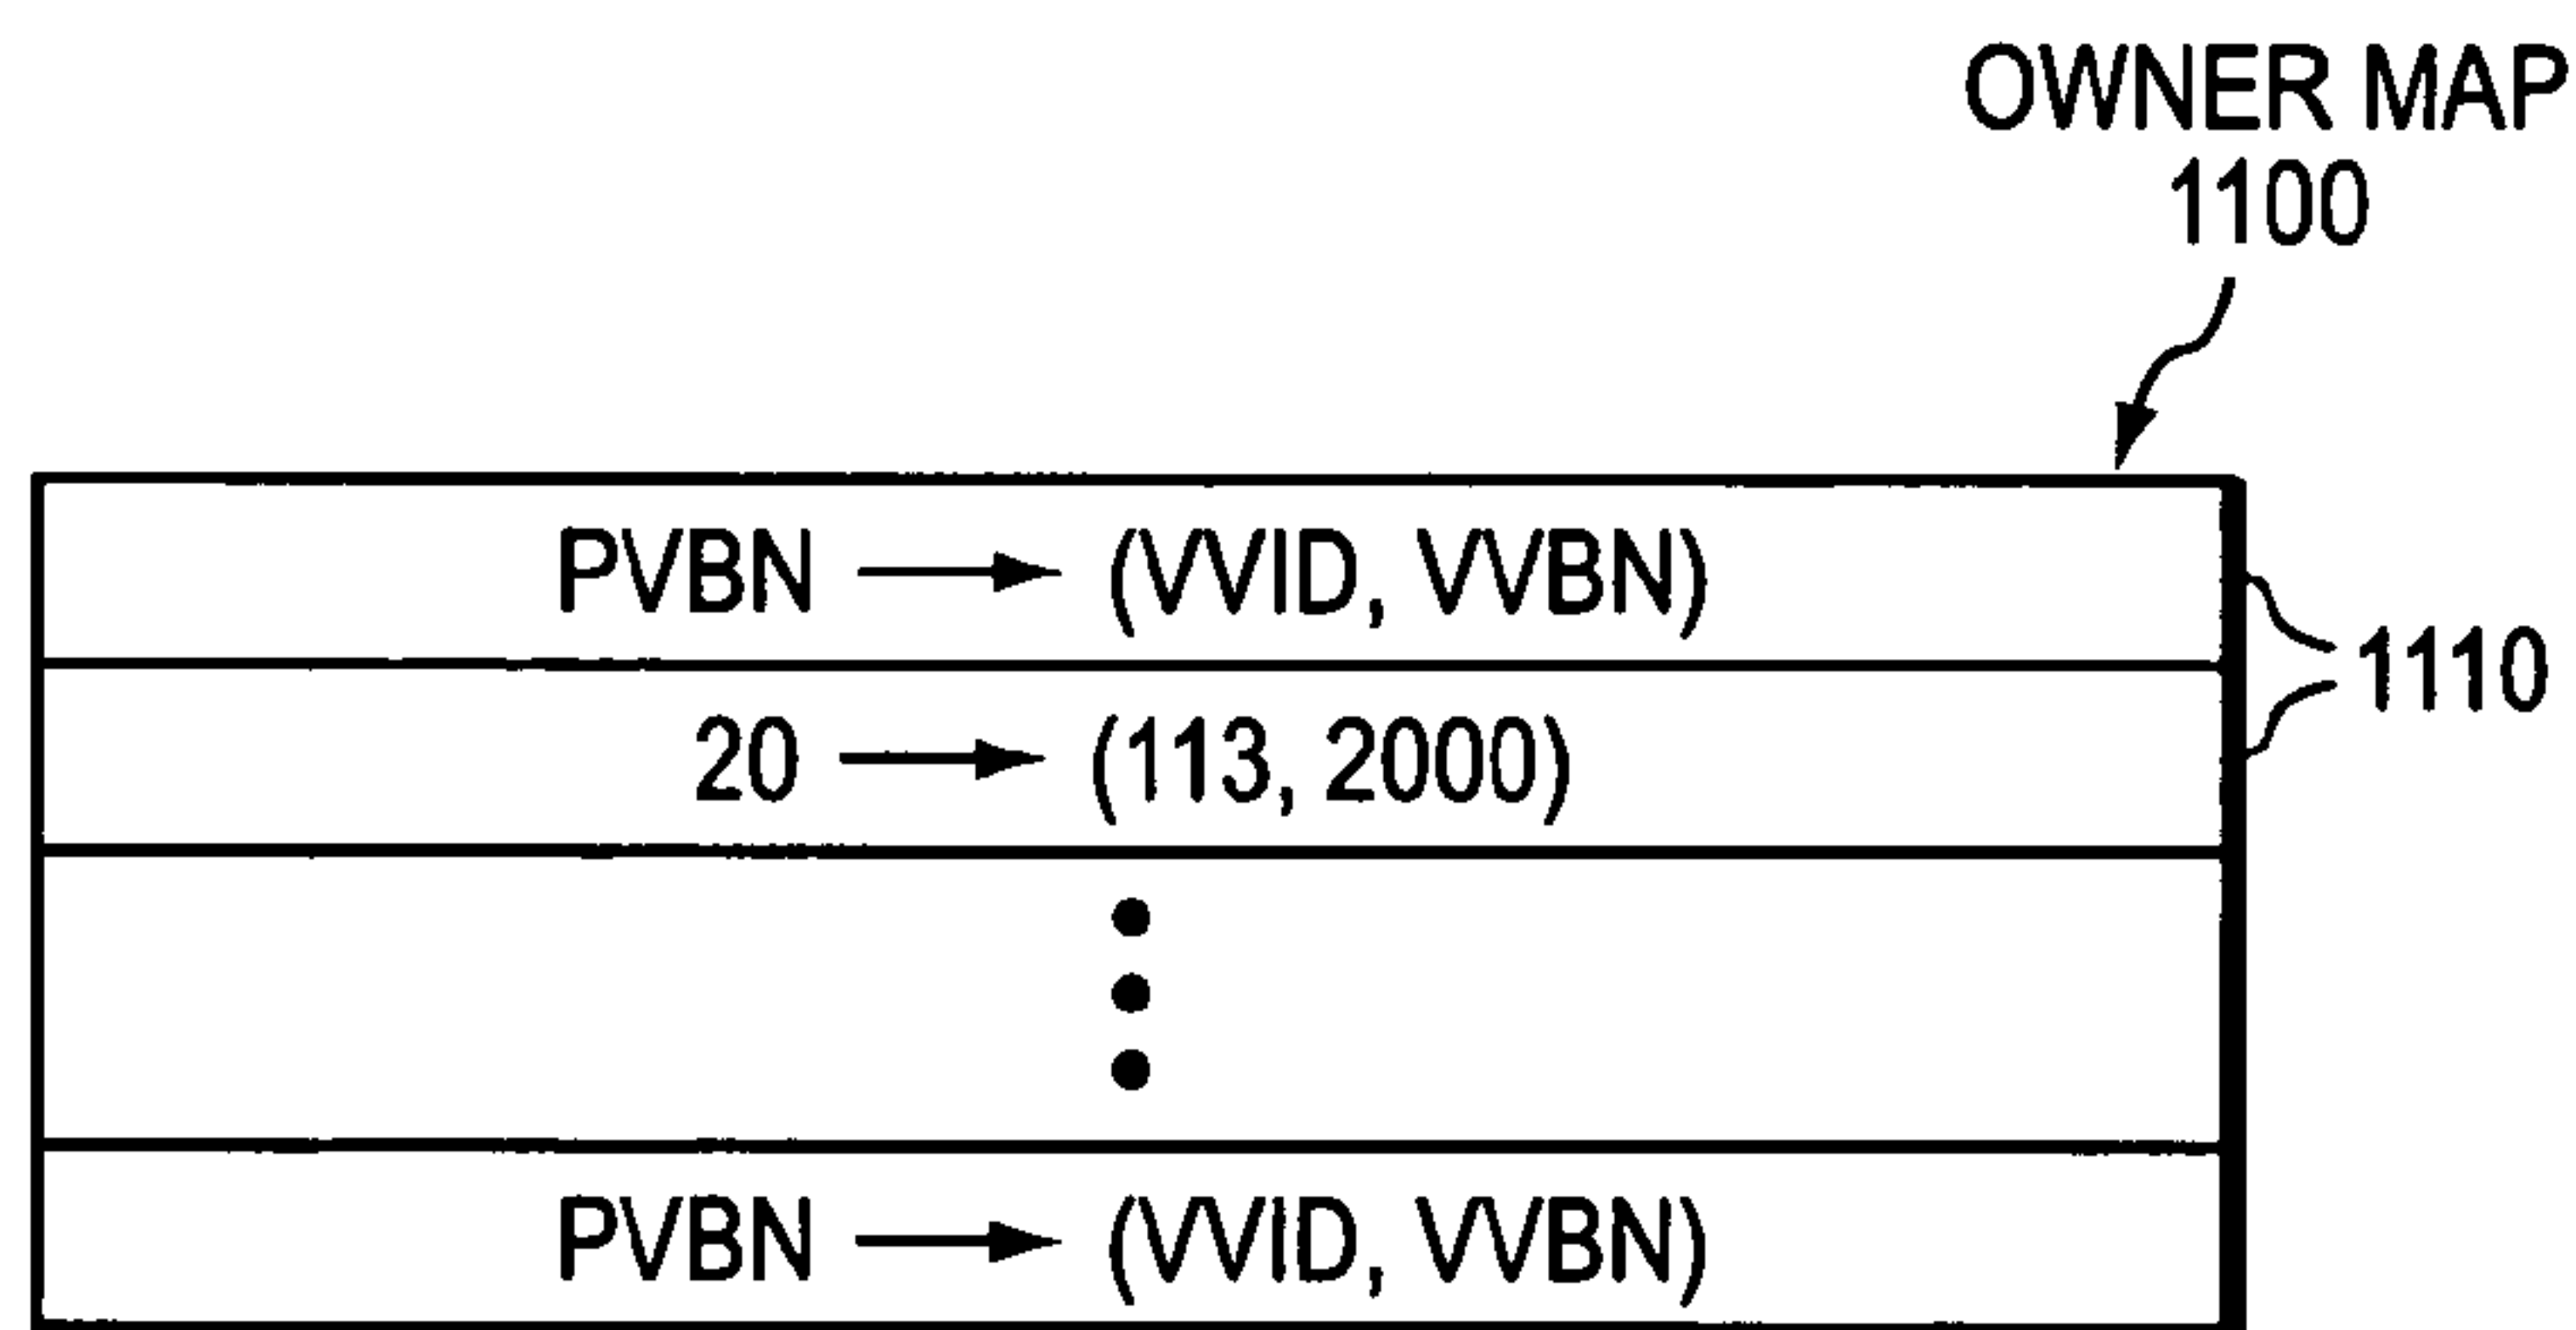 OWNER MAP
1100
PVBN → (VVID, VVBN)
1110
20 → (113, 2000)
PVBN → (VVID, VVBN)